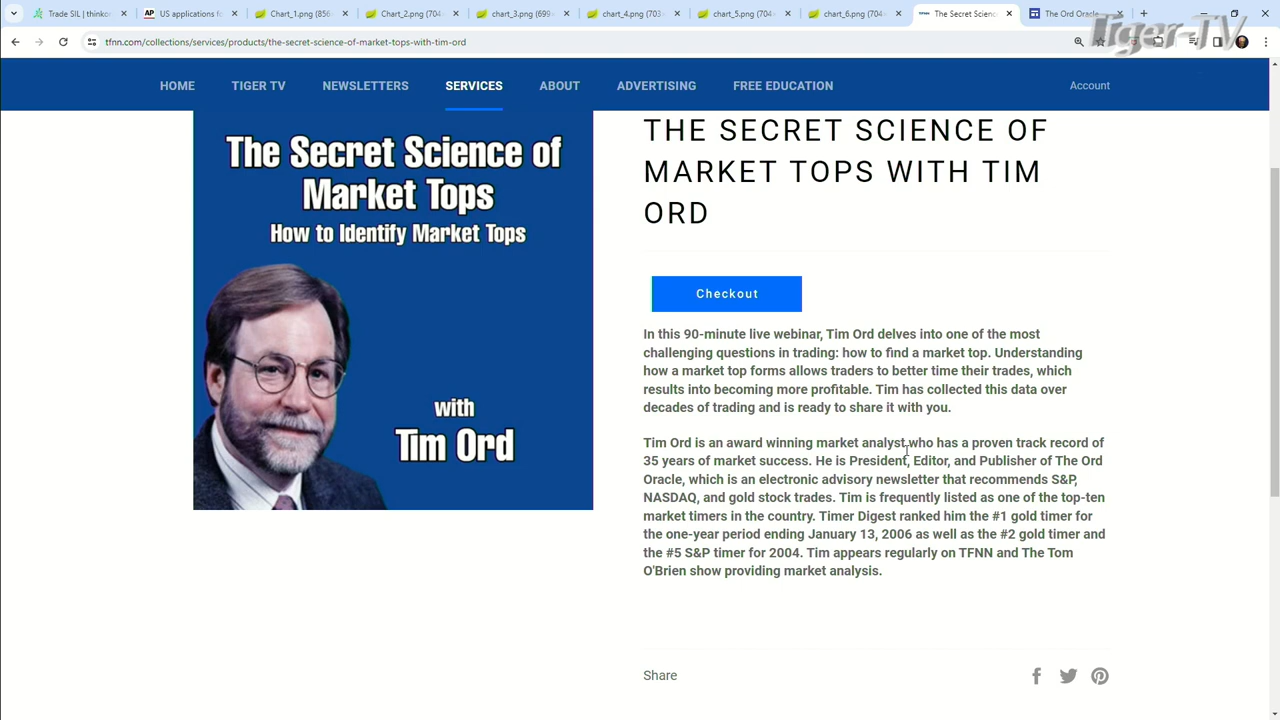 Trade SIL | thinkor
US applications fo
Chart_1.png (856
Chart_2.png (70
chart_3.png (699
chart_4.png (703
chart_5.png (704
chart_6.png (704
The Secret Scienc
The Ord Oracle
Tiger-TV
tfnn.com/collections/services/products/the-secret-science-of-market-tops-with-tim-ord
HOME TIGER TV NEWSLETTERS SERVICES ABOUT ADVERTISING FREE EDUCATION Account
The Secret Science of
Market Tops
How to Identify Market Tops
with
Tim Ord
THE SECRET SCIENCE OF
MARKET TOPS WITH TIM
ORD
Checkout
In this 90-minute live webinar, Tim Ord delves into one of the most
challenging questions in trading: how to find a market top. Understanding
how a market top forms allows traders to better time their trades, which
results into becoming more profitable. Tim has collected this data over
decades of trading and is ready to share it with you.
Tim Ord is an award winning market analyst who has a proven track record of
35 years of market success. He is President, Editor, and Publisher of The Ord
Oracle, which is an electronic advisory newsletter that recommends S&P,
NASDAQ, and gold stock trades. Tim is frequently listed as one of the top-ten
market timers in the country. Timer Digest ranked him the #1 gold timer for
the one-year period ending January 13, 2006 as well as the #2 gold timer and
the #5 S&P timer for 2004. Tim appears regularly on TFNN and The Tom
O'Brien show providing market analysis.
Share